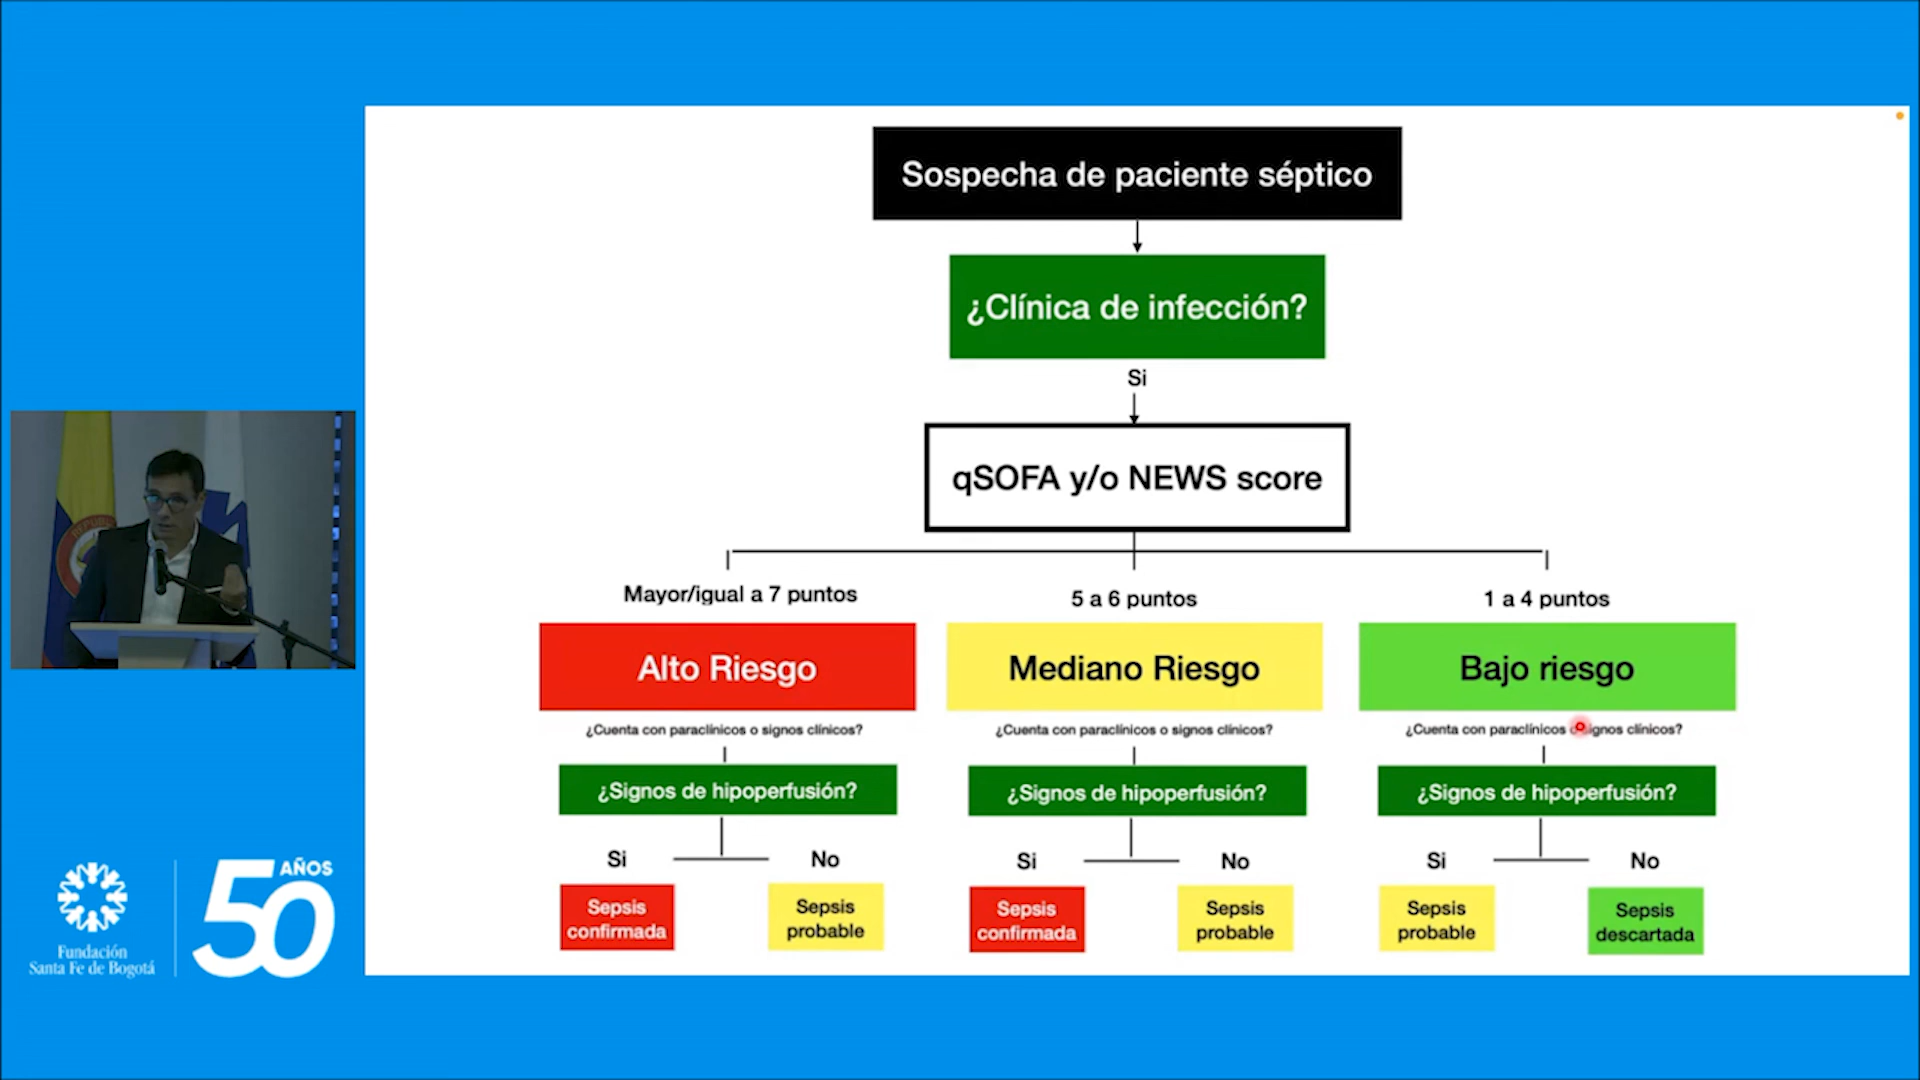 Sospecha de paciente séptico
¿Clínica de infección?
Si
qSOFA y/o NEWS score
Mayor/igual a 7 puntos
5 a 6 puntos
1 a 4 puntos
Alto Riesgo
Mediano Riesgo
Bajo riesgo
¿Cuenta con paraclínicos o signos clínicos?
¿Cuenta con paraclínicos o signos clínicos?
¿Cuenta con paraclínicos o signos clínicos?
¿Signos de hipoperfusión?
¿Signos de hipoperfusión?
¿Signos de hipoperfusión?
Si
No
Si
No
Si
No
Sepsis
confirmada
Sepsis
probable
Sepsis
confirmada
Sepsis
probable
Sepsis
probable
Sepsis
descartada
50 AÑOS
Fundación
Santa Fe de Bogotá